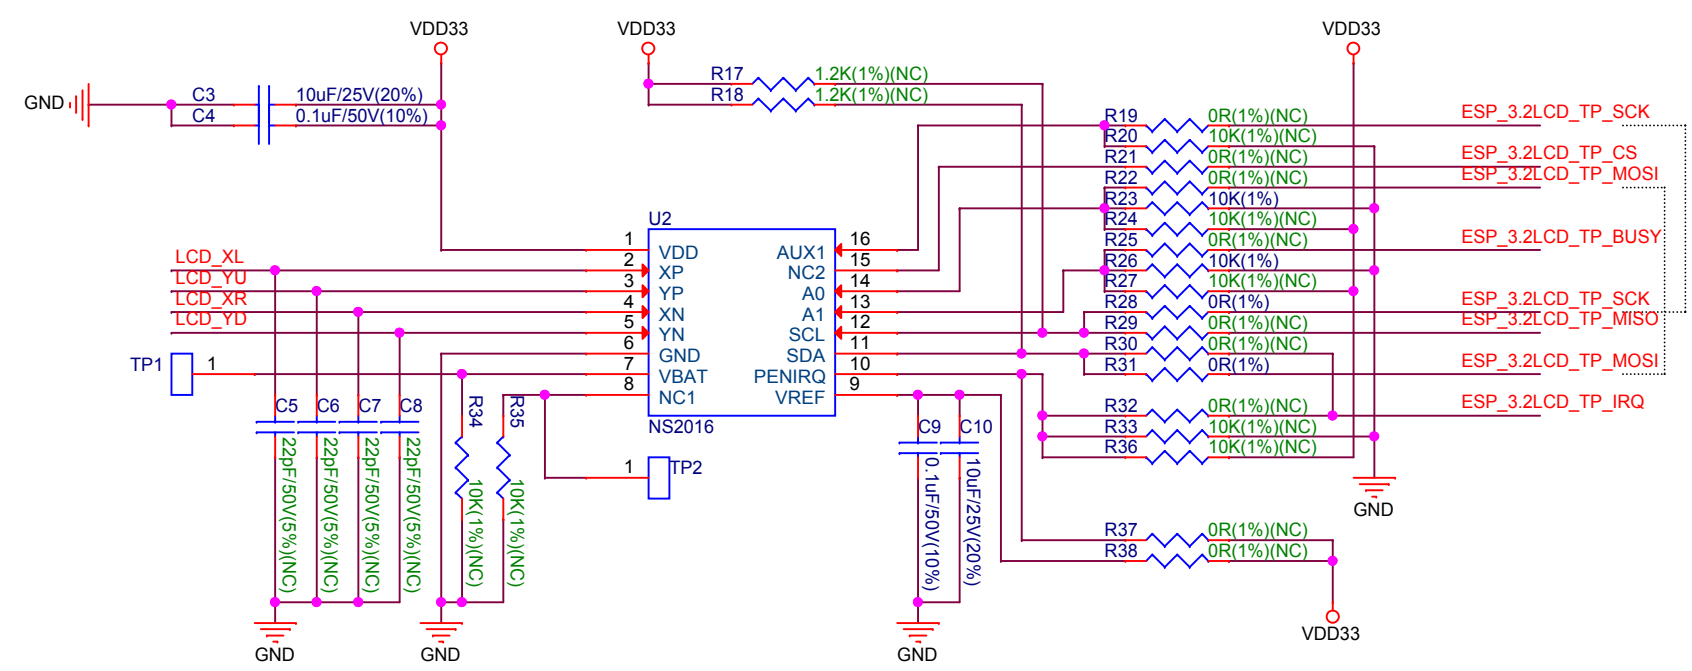 VDD33
VDD33
VDD33
GND
C3
10uF/25V(20%)
C4
0.1uF/50V(10%)
R17
1.2K(1%)(NC)
R18
1.2K(1%)(NC)
R19
0R(1%)(NC)
ESP_3.2LCD_TP_SCK
R20
10K(1%)(NC)
R21
0R(1%)(NC)
ESP_3.2LCD_TP_CS
R22
0R(1%)(NC)
ESP_3.2LCD_TP_MOSI
R23
10K(1%)
R24
10K(1%)(NC)
R25
0R(1%)(NC)
ESP_3.2LCD_TP_BUSY
R26
10K(1%)
R27
10K(1%)(NC)
R28
0R(1%)
ESP_3.2LCD_TP_SCK
R29
0R(1%)(NC)
ESP_3.2LCD_TP_MISO
R30
0R(1%)(NC)
R31
0R(1%)
ESP_3.2LCD_TP_MOSI
R32
0R(1%)(NC)
ESP_3.2LCD_TP_IRQ
R33
10K(1%)(NC)
R36
10K(1%)(NC)
GND
R37
0R(1%)(NC)
R38
0R(1%)(NC)
VDD33
U2
1
VDD
AUX1
16
LCD_XL
2
XP
NC2
15
LCD_YU
3
YP
A0
14
LCD_XR
4
XN
A1
13
LCD_YD
5
YN
SCL
12
6
GND
SDA
11
TP1
1
7
VBAT
PENIRQ
10
8
NC1
VREF
9
NS2016
C5
22pF/50V(5%)(NC)
C6
22pF/50V(5%)(NC)
C7
22pF/50V(5%)(NC)
C8
22pF/50V(5%)(NC)
R34
10K(1%)(NC)
R35
10K(1%)(NC)
1
TP2
C9
0.1uF/50V(10%)
C10
10uF/25V(20%)
GND
GND
GND